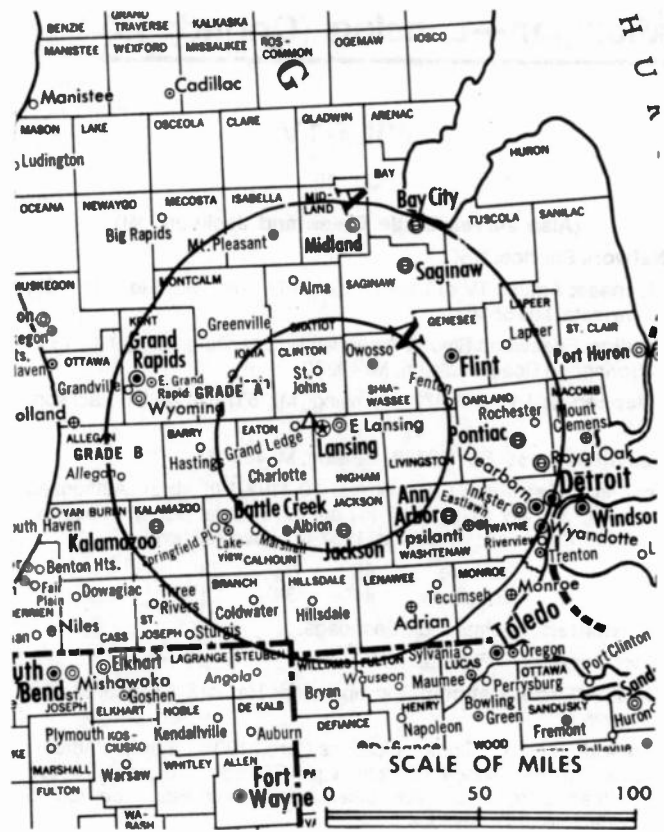 BENZIE GRAND TRAVERSE KALKASKA
MANISTEE WEXFORD MISSAUKEE ROS-COMMON OGEMAW IOSCO
G
H U
Manistee Cadillac
MASON LAKE OSCEOLA CLARE GLADWIN ARENAC
Ludington BAY HURON
OCEANA NEWAYGO MECOSTA ISABELLA MID-LAND Bay City TUSCOLA SANILAC
Big Rapids Mt. Pleasant Midland
MUSKEGON MONTCALM Alma SAGINAW Saginaw
Greenville GRATIOT GENESEE LAPEER
Lapeer ST. CLAIR
OTTAWA KENT IONIA CLINTON Owosso Port Huron
Grand Rapids St. Johns SHIA-WASSEE Flint
Grandville E. Grand Rapid GRADE A Fenton
Wyoming OAKLAND MACOMB
olland Rochester Mount Clemens
ALLEGAN BARRY EATON E Lansing Pontiac
GRADE B Grand Ledge Lansing Royal Oak
Allegan Hastings Charlotte INGHAM LIVINGSTON Dearborn Detroit
VAN BUREN KALAMAZOO Battle Creek JACKSON Ann Arbor Inkster Windsor
outh Haven Albion Eastlawn WAYNE Wyandotte
Kalamazoo Springfield Pl. Lake-view Marshall Jackson Ypsilanti Riverview
CALHOUN WASHTENAW Trenton
Benton Hts. BRANCH HILLSDALE LENAWEE MONROE
Fair Plain Dowagiac Three Rivers Coldwater Hillsdale Tecumseh Monroe
ERRIEN ST. JOSEPH Adrian
Niles CASS Sturgis Toledo
Elkhart LAGRANGE STEUBEN WILLIAMS FULTON Sylvania LUCAS Oregon
uth Bend Mishawoko Angola Wauseon Maumee OTTAWA Port Clinton
ST. JOSEPH Goshen Bryan Perrysburg
ELKHART NOBLE DE KALB HENRY Bowling Green SANDUSKY Sand-
Plymouth KOS-CIUSKO Kendallville Auburn DEFIANCE Napoleon Fremont Huron
Defiance WOOD Bellevue
MARSHALL Warsaw WHITLEY ALLEN
FULTON Fort Wayne
WA-BASH
SCALE OF MILES
0 50 100